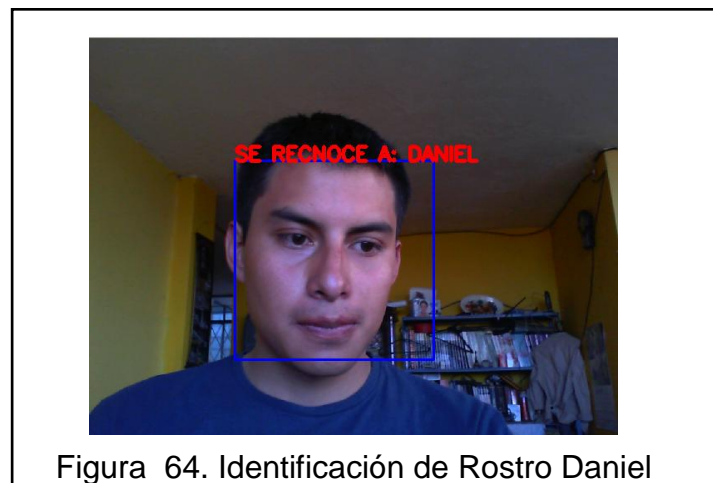 SE RECNOCE A: DANIEL
Figura 64. Identificación de Rostro Daniel